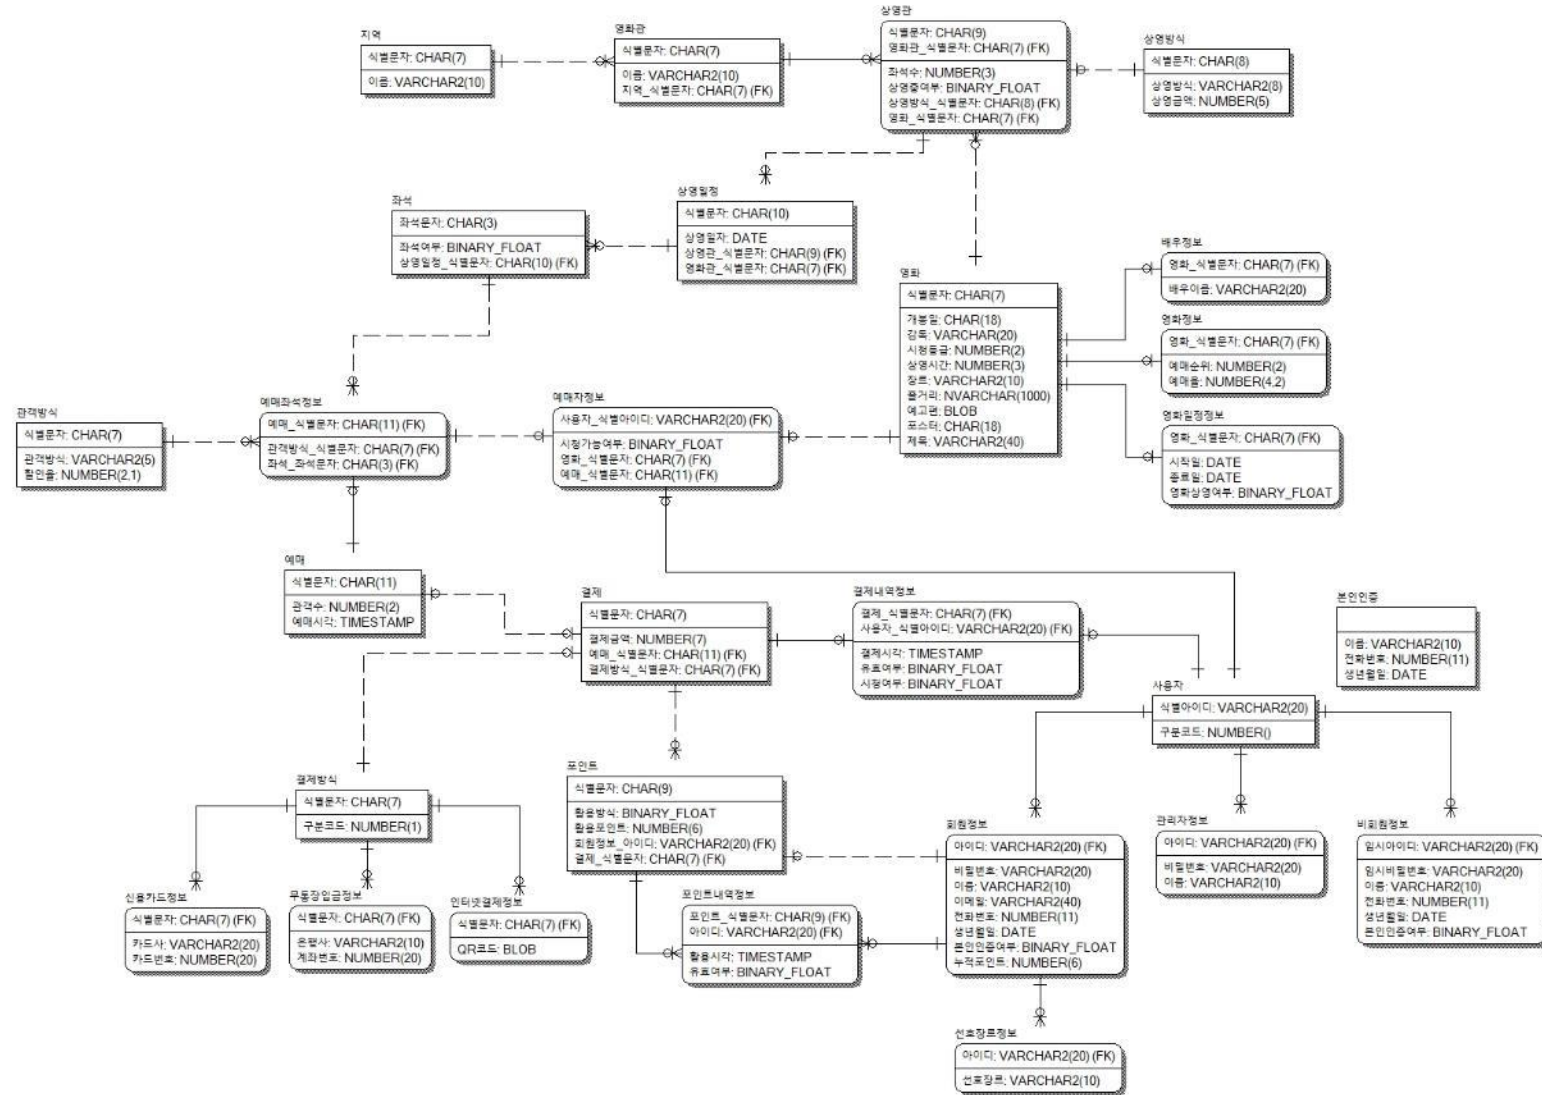 지역
식별문자: CHAR(7)
이름: VARCHAR2(10)
영화관
식별문자: CHAR(7)
이름: VARCHAR2(10)
지역_식별문자: CHAR(7) (FK)
상영관
식별문자: CHAR(9)
영화관_식별문자: CHAR(7) (FK)
좌석수: NUMBER(3)
상영중여부: BINARY_FLOAT
상영방식_식별문자: CHAR(8) (FK)
영화_식별문자: CHAR(7) (FK)
상영방식
식별문자: CHAR(8)
상영방식: VARCHAR2(8)
상영금액: NUMBER(5)
좌석
좌석문자: CHAR(3)
좌석여부: BINARY_FLOAT
상영일정_식별문자: CHAR(10) (FK)
상영일정
식별문자: CHAR(10)
상영일자: DATE
상영관_식별문자: CHAR(9) (FK)
영화관_식별문자: CHAR(7) (FK)
영화
식별문자: CHAR(7)
개봉일: CHAR(18)
감독: VARCHAR(20)
시청등급: NUMBER(2)
상영시간: NUMBER(3)
장르: VARCHAR2(10)
줄거리: NVARCHAR(1000)
예고편: BLOB
포스터: CHAR(18)
제목: VARCHAR2(40)
배우정보
영화_식별문자: CHAR(7) (FK)
배우이름: VARCHAR2(20)
영화정보
영화_식별문자: CHAR(7) (FK)
예매순위: NUMBER(2)
예매율: NUMBER(4,2)
영화일정정보
영화_식별문자: CHAR(7) (FK)
시작일: DATE
종료일: DATE
영화상영여부: BINARY_FLOAT
관객방식
식별문자: CHAR(7)
관객방식: VARCHAR2(5)
할인율: NUMBER(2,1)
예매좌석정보
예매_식별문자: CHAR(11) (FK)
관객방식_식별문자: CHAR(7) (FK)
좌석_좌석문자: CHAR(3) (FK)
예매자정보
사용자_식별아이디: VARCHAR2(20) (FK)
시청가능여부: BINARY_FLOAT
영화_식별문자: CHAR(7) (FK)
예매_식별문자: CHAR(11) (FK)
예매
식별문자: CHAR(11)
관객수: NUMBER(2)
예매시각: TIMESTAMP
결제
식별문자: CHAR(7)
결제금액: NUMBER(7)
예매_식별문자: CHAR(11) (FK)
결제방식_식별문자: CHAR(7) (FK)
결제내역정보
결제_식별문자: CHAR(7) (FK)
사용자_식별아이디: VARCHAR2(20) (FK)
결제시각: TIMESTAMP
유효여부: BINARY_FLOAT
시청여부: BINARY_FLOAT
본인인증
이름: VARCHAR2(10)
전화번호: NUMBER(11)
생년월일: DATE
사용자
식별아이디: VARCHAR2(20)
구분코드: NUMBER()
결제방식
식별문자: CHAR(7)
구분코드: NUMBER(1)
포인트
식별문자: CHAR(9)
활용방식: BINARY_FLOAT
활용포인트: NUMBER(6)
회원정보_아이디: VARCHAR2(20) (FK)
결제_식별문자: CHAR(7) (FK)
회원정보
아이디: VARCHAR2(20) (FK)
비밀번호: VARCHAR2(20)
이름: VARCHAR2(10)
이메일: VARCHAR2(40)
전화번호: NUMBER(11)
생년월일: DATE
본인인증여부: BINARY_FLOAT
누적포인트: NUMBER(6)
관리자정보
아이디: VARCHAR2(20) (FK)
비밀번호: VARCHAR2(20)
이름: VARCHAR2(10)
비회원정보
임시아이디: VARCHAR2(20) (FK)
임시비밀번호: VARCHAR2(20)
이름: VARCHAR2(10)
전화번호: NUMBER(11)
생년월일: DATE
본인인증여부: BINARY_FLOAT
신용카드정보
식별문자: CHAR(7) (FK)
카드사: VARCHAR2(20)
카드번호: NUMBER(20)
무통장입금정보
식별문자: CHAR(7) (FK)
은행사: VARCHAR2(10)
계좌번호: NUMBER(20)
인터넷결제정보
식별문자: CHAR(7) (FK)
QR코드: BLOB
포인트내역정보
포인트_식별문자: CHAR(9) (FK)
아이디: VARCHAR2(20) (FK)
활용시각: TIMESTAMP
유효여부: BINARY_FLOAT
선호장르정보
아이디: VARCHAR2(20) (FK)
선호장르: VARCHAR2(10)